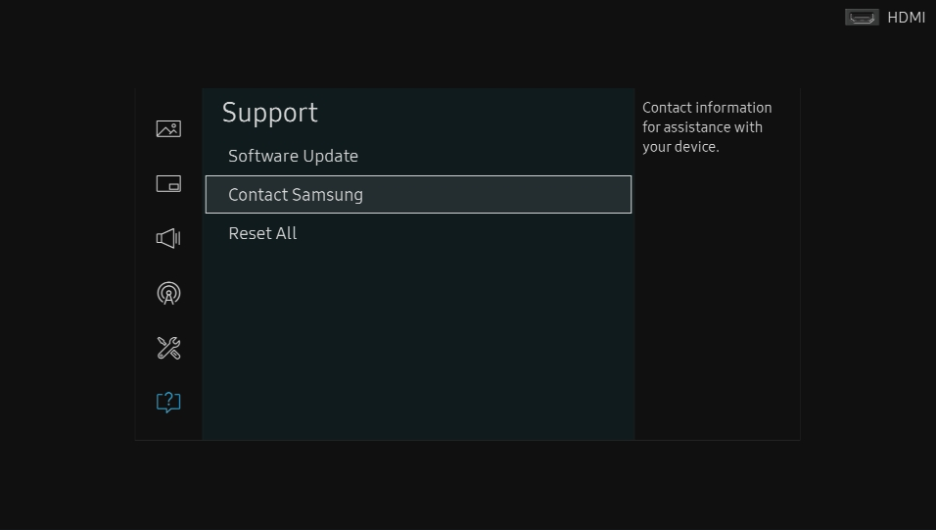 HDMI
Support
Software Update
Contact Samsung
Reset All
Contact information
for assistance with
your device.